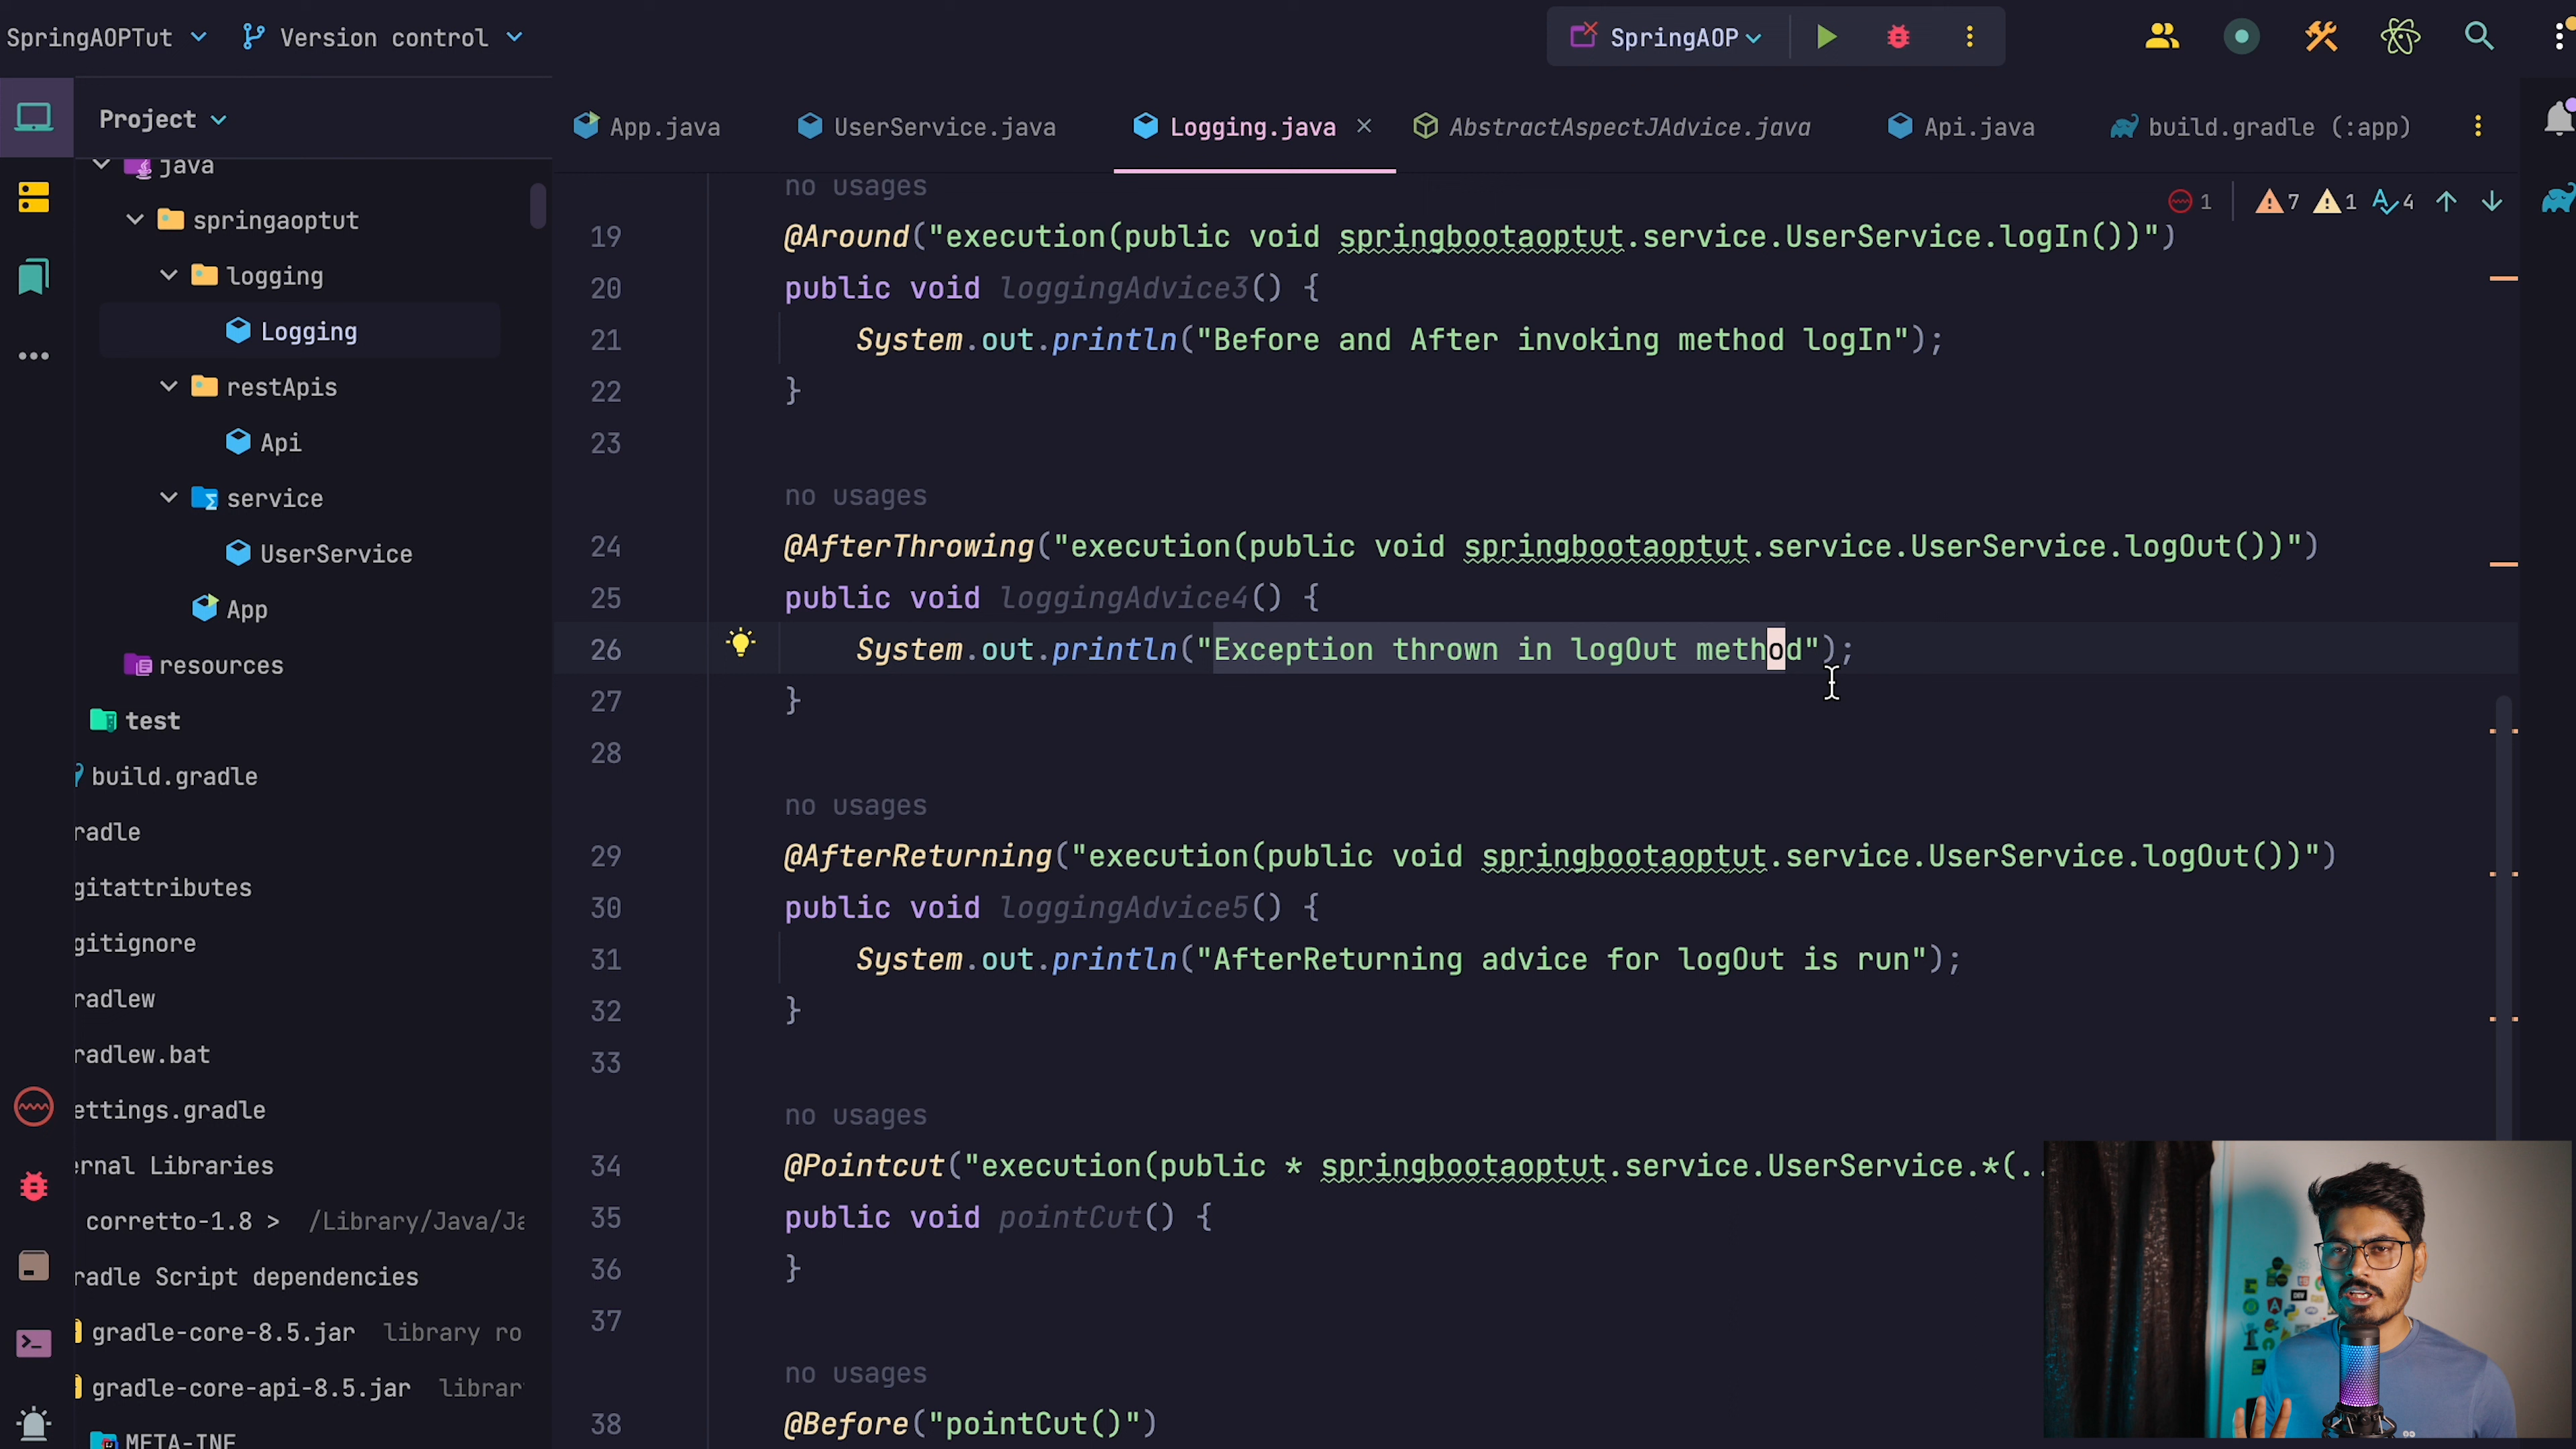 SpringAOPTut Version control SpringAOP
Project
App.java UserService.java Logging.java AbstractAspectJAdvice.java Api.java build.gradle (:app)
java
springaoptut
logging
Logging
restApis
Api
service
UserService
App
resources
test
build.gradle
radle
gitattributes
gitignore
radlew
radlew.bat
ettings.gradle
ernal Libraries
corretto-1.8 > /Library/Java/Ja
radle Script dependencies
gradle-core-8.5.jar library ro
gradle-core-api-8.5.jar librar
META-INF
1 7 1 4
no usages
19 @Around("execution(public void springbootaoptut.service.UserService.logIn())")
20 public void loggingAdvice3() {
21 System.out.println("Before and After invoking method logIn");
22 }
23
no usages
24 @AfterThrowing("execution(public void springbootaoptut.service.UserService.logOut())")
25 public void loggingAdvice4() {
26 System.out.println("Exception thrown in logOut method");
27 }
28
no usages
29 @AfterReturning("execution(public void springbootaoptut.service.UserService.logOut())")
30 public void loggingAdvice5() {
31 System.out.println("AfterReturning advice for logOut is run");
32 }
33
no usages
34 @Pointcut("execution(public * springbootaoptut.service.UserService.*(..
35 public void pointCut() {
36 }
37
no usages
38 @Before("pointCut()")